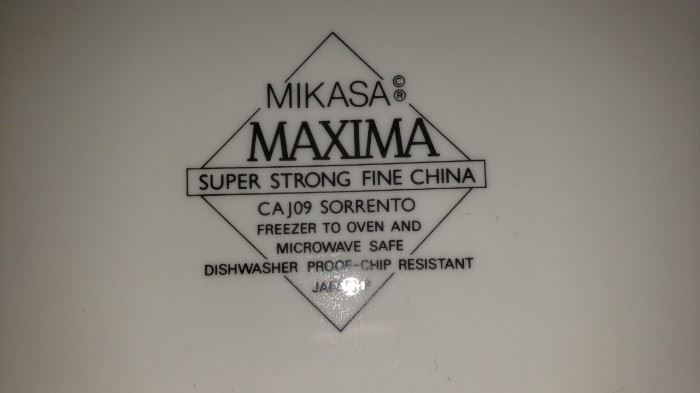 MIKASA © ®
MAXIMA
SUPER STRONG FINE CHINA
CAJ09 SORRENTO
FREEZER TO OVEN AND
MICROWAVE SAFE
DISHWASHER PROOF-CHIP RESISTANT